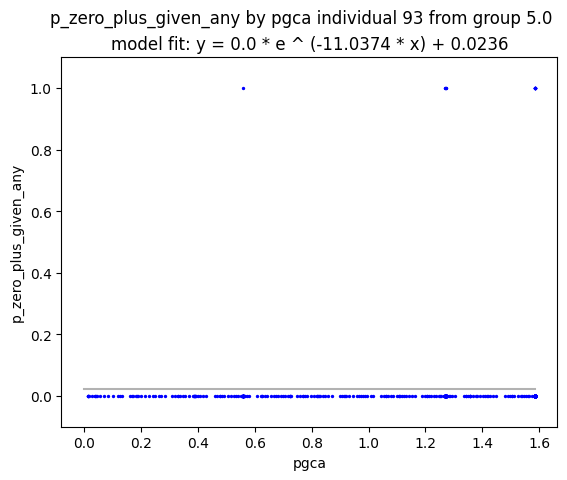 p_zero_plus_given_any by pgca individual 93 from group 5.0
model fit: y = 0.0 * e ^ (-11.0374 * x) + 0.0236
1.0
0.8
0.6
0.4
0.2
0.0
p_zero_plus_given_any
0.0 0.2 0.4 0.6 0.8 1.0 1.2 1.4 1.6
pgca